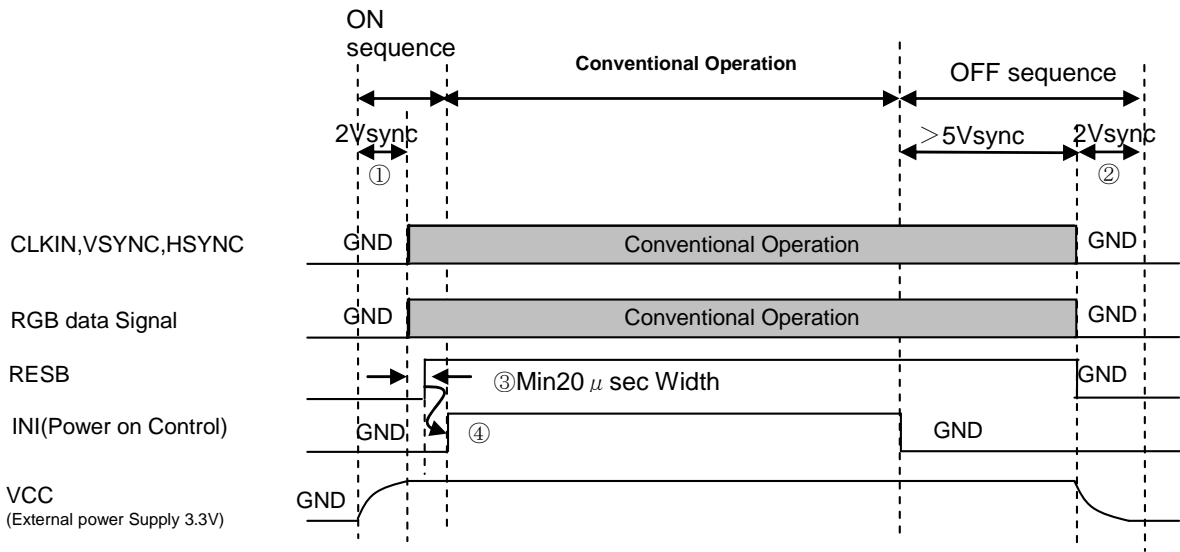 ON
sequence
Conventional Operation
OFF sequence
2Vsync
＞5Vsync
2Vsync
①
②
CLKIN,VSYNC,HSYNC
GND
Conventional Operation
GND
RGB data Signal
GND
Conventional Operation
GND
RESB
③Min20μsec Width
GND
INI(Power on Control)
GND
④
GND
VCC
(External power Supply 3.3V)
GND